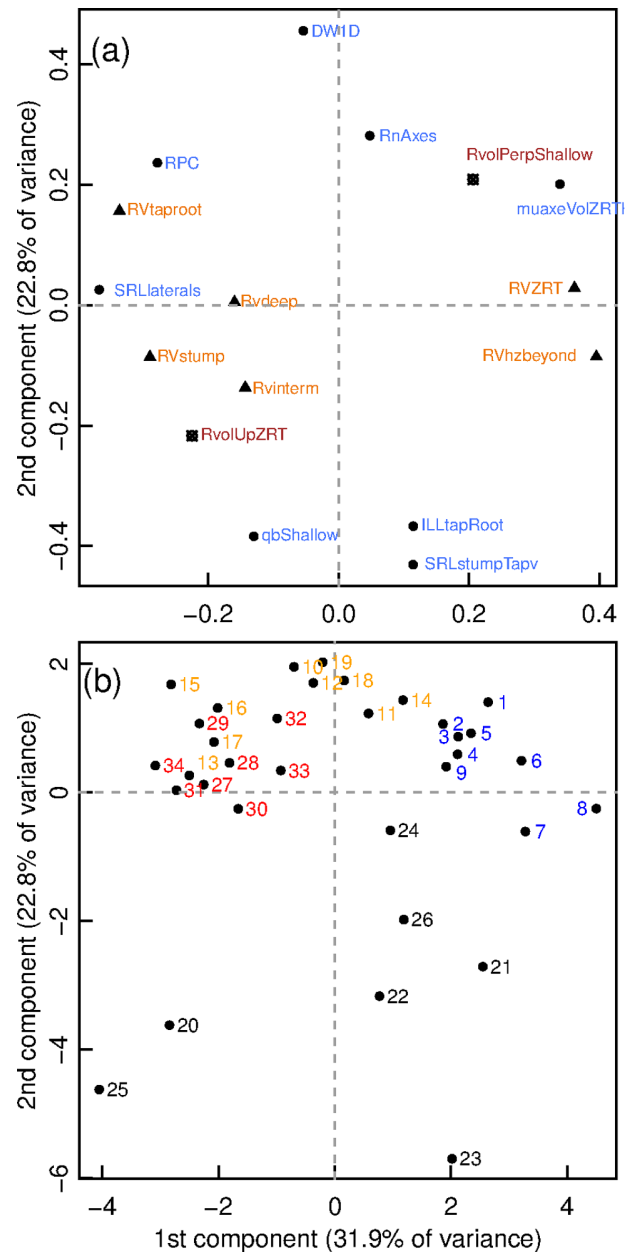 (a)
DW1D
RnAxes
RPC
RvolPerpShallow
RVtaproot
muaxeVolZRTh
SRLlaterals
RVZRT
Rvdeep
RVstump
RVhzbeyond
Rvinterm
RvolUpZRT
qbShallow
ILLtapRoot
SRLstumpTapv
2nd component (22.8% of variance)
0.4
0.2
0.0
−0.2
−0.4
−0.2 0.0 0.2 0.4
(b)
10 19
15 12 18
16 14 1
29 32 11 2 5
17 3
34 13 28 33 4 6
31 27 9
30 8
24 7
26
21
22
20
25
23
2nd component (22.8% of variance)
2
0
−2
−4
−6
−4 −2 0 2 4
1st component (31.9% of variance)